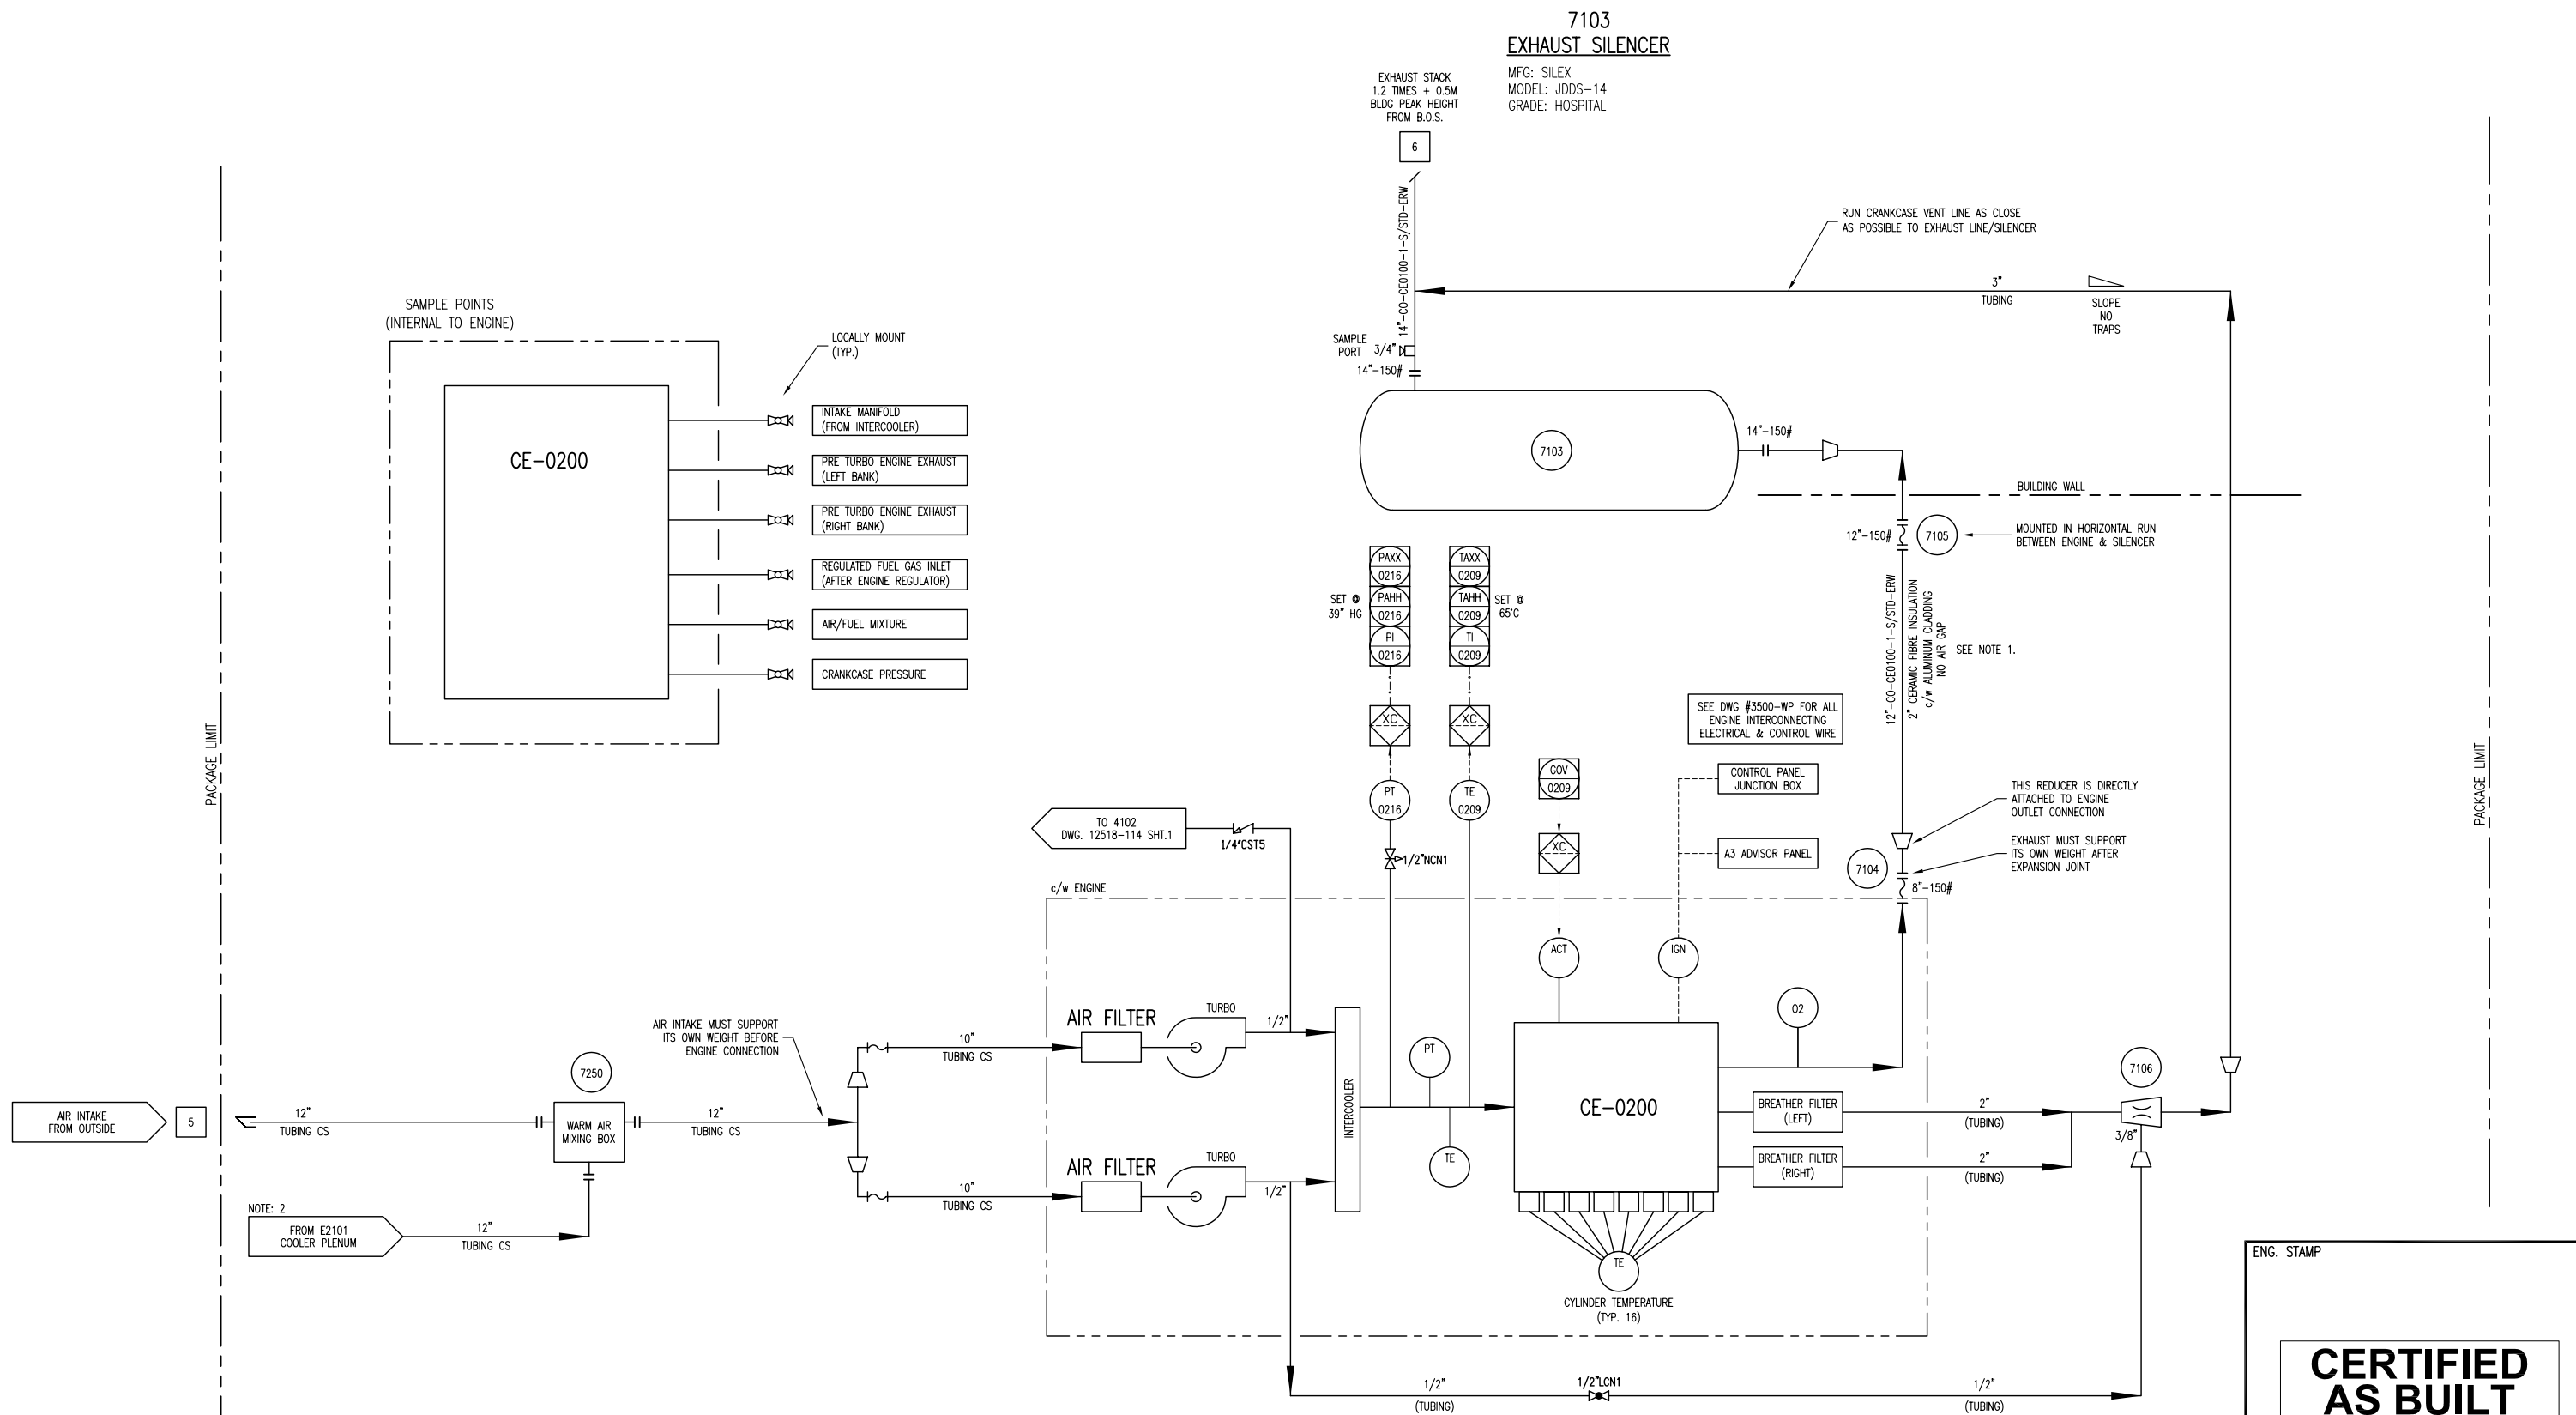 7103
EXHAUST SILENCER
MFG: SILEX
MODEL: JDDS-14
GRADE: HOSPITAL
EXHAUST STACK
1.2 TIMES + 0.5M
BLDG PEAK HEIGHT
FROM B.O.S.
6
14"-CO-CE0100-1-S/STD-ERW
RUN CRANKCASE VENT LINE AS CLOSE
AS POSSIBLE TO EXHAUST LINE/SILENCER
3"
TUBING
SLOPE
NO
TRAPS
SAMPLE
PORT
3/4"
14"-150#
7103
14"-150#
BUILDING WALL
12"-150#
7105
MOUNTED IN HORIZONTAL RUN
BETWEEN ENGINE & SILENCER
SAMPLE POINTS
(INTERNAL TO ENGINE)
LOCALLY MOUNT
(TYP.)
CE-0200
INTAKE MANIFOLD
(FROM INTERCOOLER)
PRE TURBO ENGINE EXHAUST
(LEFT BANK)
PRE TURBO ENGINE EXHAUST
(RIGHT BANK)
REGULATED FUEL GAS INLET
(AFTER ENGINE REGULATOR)
AIR/FUEL MIXTURE
CRANKCASE PRESSURE
PACKAGE LIMIT
PAXX
0216
PAHH
0216
PI
0216
SET @
39" HG
XC
PT
0216
1/2"NCN1
TAXX
0209
TAHH
0209
TI
0209
SET @
65°C
XC
TE
0209
GOV
0209
XC
SEE DWG #3500-WP FOR ALL
ENGINE INTERCONNECTING
ELECTRICAL & CONTROL WIRE
CONTROL PANEL
JUNCTION BOX
A3 ADVISOR PANEL
12"-CO-CE0100-1-S/STD-ERW
2" CERAMIC FIBRE INSULATION
c/w ALUMINUM CLADDING
NO AIR GAP
SEE NOTE 1.
THIS REDUCER IS DIRECTLY
ATTACHED TO ENGINE
OUTLET CONNECTION
EXHAUST MUST SUPPORT
ITS OWN WEIGHT AFTER
EXPANSION JOINT
7104
8"-150#
PACKAGE LIMIT
TO 4102
DWG. 12518-114 SHT.1
1/4"CST5
c/w ENGINE
ACT
IGN
O2
AIR INTAKE
FROM OUTSIDE
5
12"
TUBING CS
7250
WARM AIR
MIXING BOX
12"
TUBING CS
AIR INTAKE MUST SUPPORT
ITS OWN WEIGHT BEFORE
ENGINE CONNECTION
10"
TUBING CS
AIR FILTER
TURBO
1/2"
10"
TUBING CS
AIR FILTER
TURBO
1/2"
INTERCOOLER
PT
TE
CE-0200
BREATHER FILTER
(LEFT)
2"
(TUBING)
BREATHER FILTER
(RIGHT)
2"
(TUBING)
7106
3/8"
NOTE: 2
FROM E2101
COOLER PLENUM
12"
TUBING CS
TE
CYLINDER TEMPERATURE
(TYP. 16)
1/2"
(TUBING)
1/2"LCN1
1/2"
(TUBING)
ENG. STAMP
CERTIFIED
AS BUILT